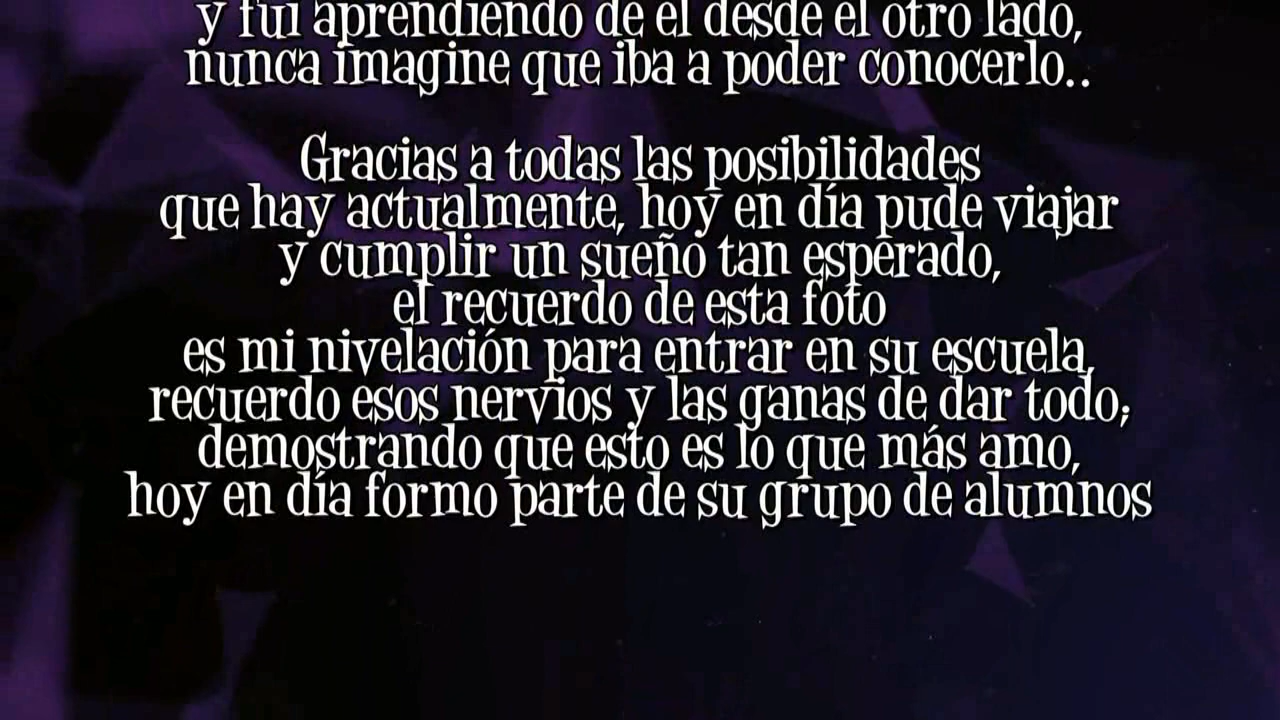 y fui aprendiendo de el desde el otro lado,
nunca imagine que iba a poder conocerlo..
Gracias a todas las posibilidades
que hay actualmente, hoy en día pude viajar
y cumplir un sueño tan esperado,
el recuerdo de esta foto
es mi nivelación para entrar en su escuela,
recuerdo esos nervios y las ganas de dar todo;
demostrando que esto es lo que más amo,
hoy en día formo parte de su grupo de alumnos